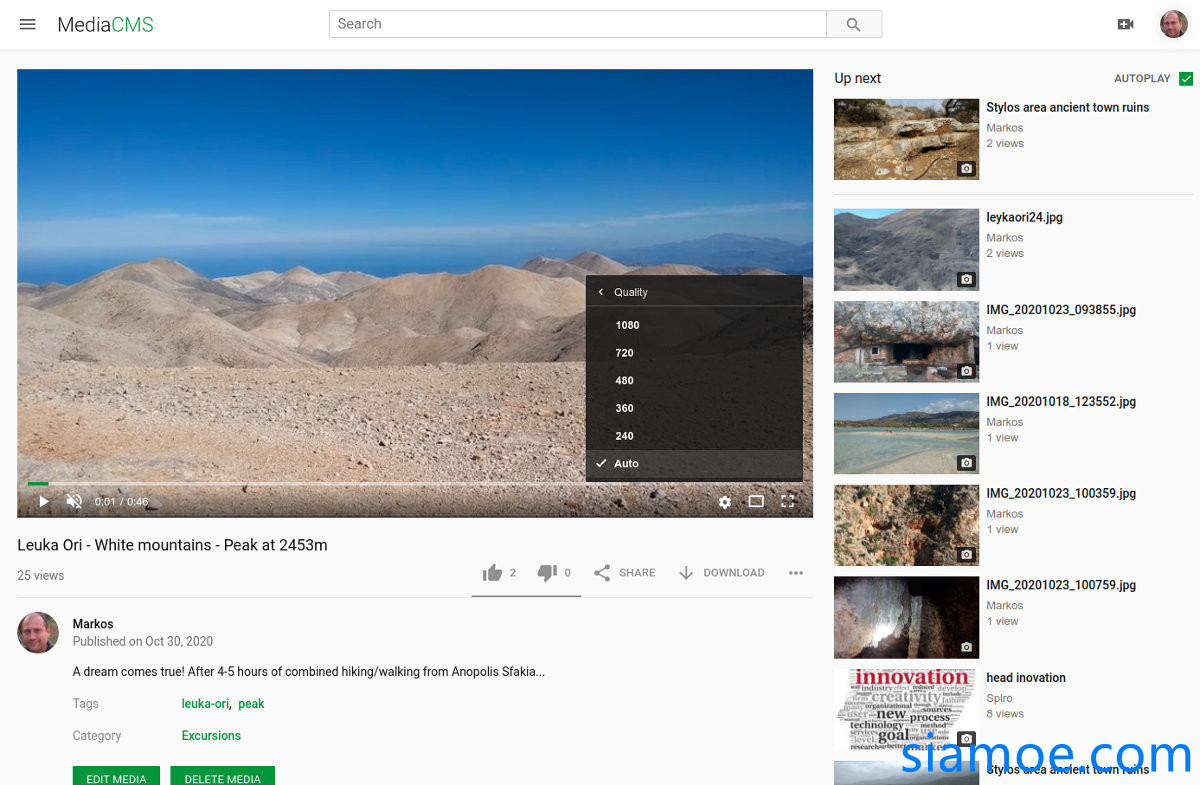 MediaCMS
Search
Quality
1080
720
480
360
240
Auto
0:01 / 0:46
Leuka Ori - White mountains - Peak at 2453m
25 views
2
0
SHARE
DOWNLOAD
Markos
Published on Oct 30, 2020
A dream comes true! After 4-5 hours of combined hiking/walking from Anopolis Sfakia...
Tags leuka-ori, peak
Category Excursions
EDIT MEDIA
DELETE MEDIA
Up next
AUTOPLAY
Stylos area ancient town ruins
Markos
2 views
leykaori24.jpg
Markos
2 views
IMG_20201023_093855.jpg
Markos
1 view
IMG_20201018_123552.jpg
Markos
1 view
IMG_20201023_100359.jpg
Markos
1 view
IMG_20201023_100759.jpg
Markos
1 view
innovation
creativity
organizational
new process
technology
goal
head inovation
Spiro
8 views
Stylos area ancient town ruins
siamoe.com